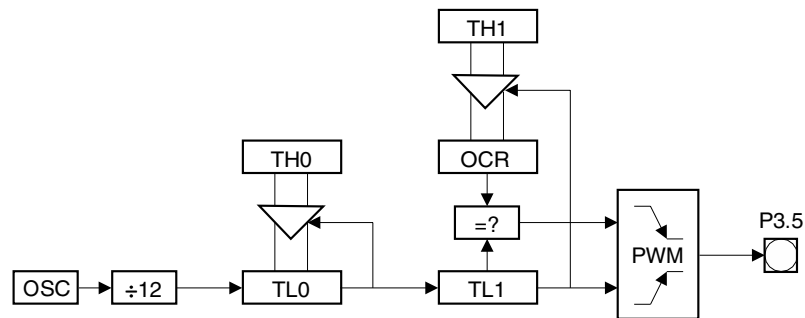 TH1
TH0
OCR
P3.5
=?
PWM
OSC
÷12
TL0
TL1